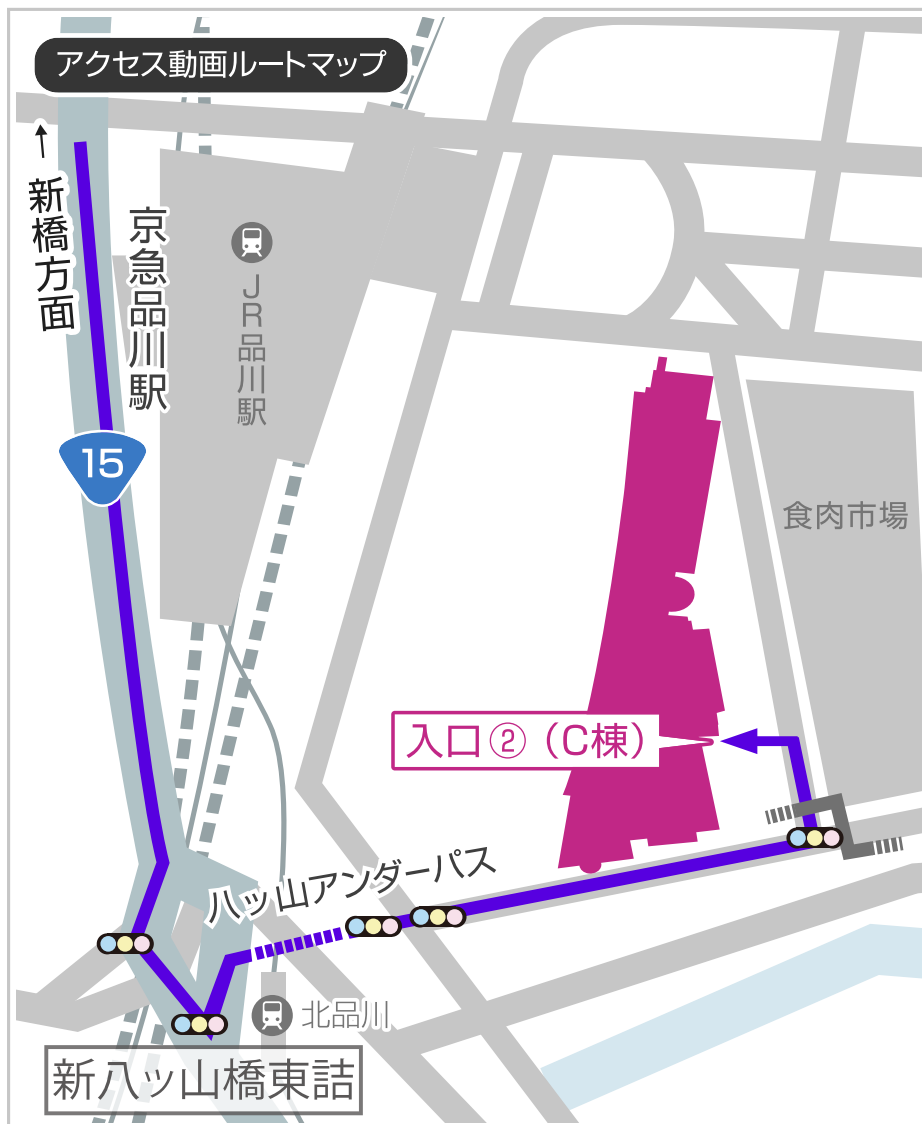 アクセス動画ルートマップ
↑新橋方面
京急品川駅
JR品川駅
15
食肉市場
入口②（C棟）
八ッ山アンダーパス
北品川
新八ッ山橋東詰